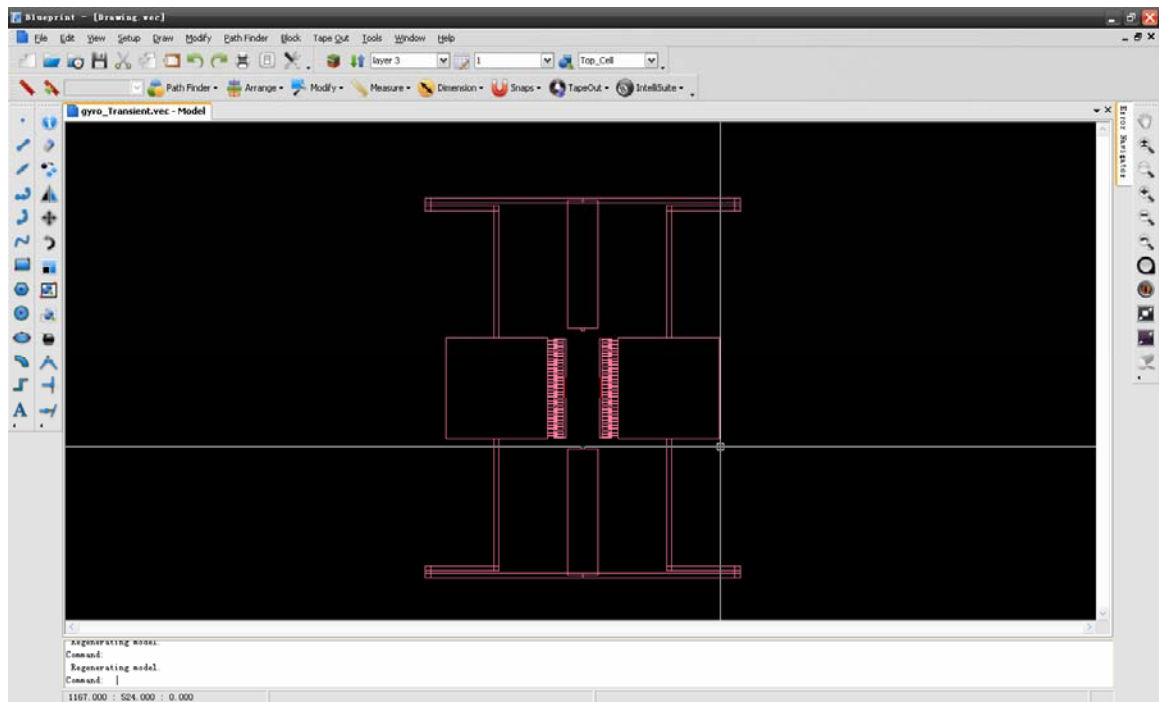 Blueprint - [Drawing vec]
File Edit View Setup Draw Modify Path Finder Block Tape Out Tools Window Help
layer 3 1 Top_Cell
Path Finder Arrange Modify Measure Dimension Snaps TapeOut IntelliSuite
gyro_Transient.vec - Model
Error Navigator
A
Regenerating model.
Command:
Regenerating model.
Command:
1167.000 : 524.000 : 0.000